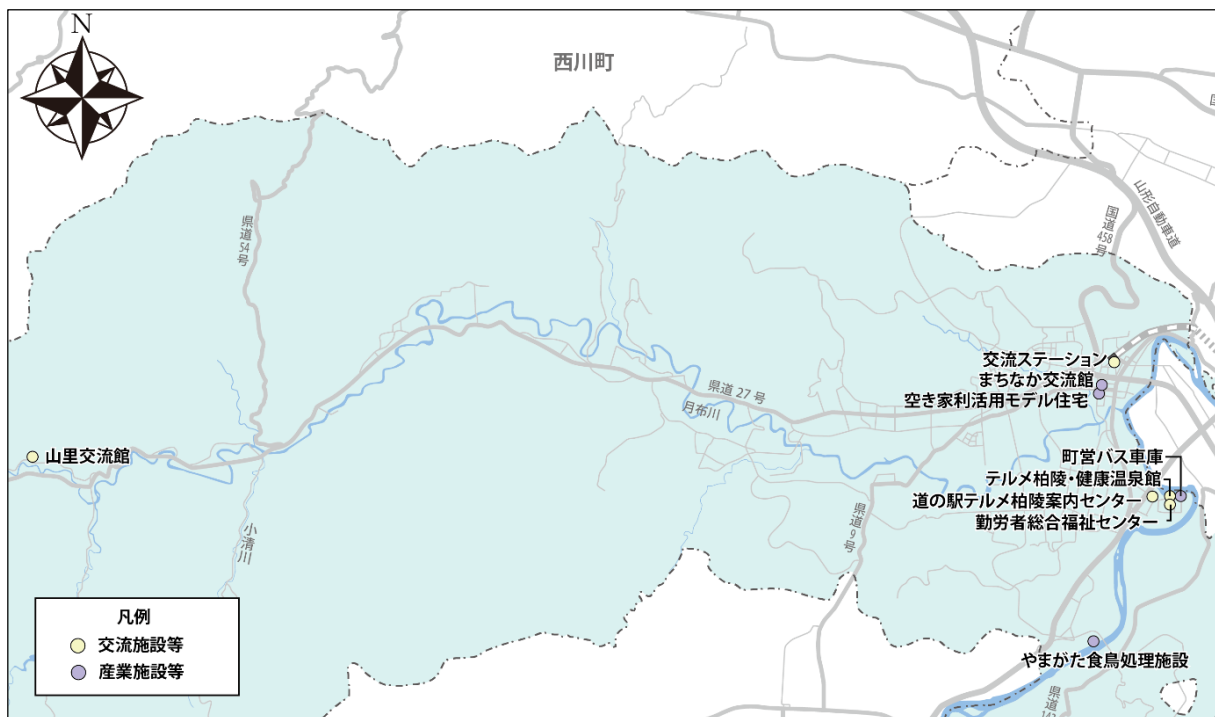 N
西川町
県道
54号
国道
458号
山形自動車道
交流ステーション
まちなか交流館
空き家利活用モデル住宅
県道 27 号
月布川
山里交流館
町営バス車庫
テルメ柏陵・健康温泉館
道の駅テルメ柏陵案内センター
勤労者総合福祉センター
県道 9 号
小清川
凡例
交流施設等
産業施設等
やまがた食鳥処理施設
県道